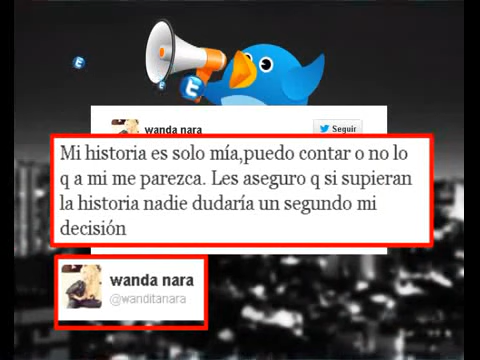 wanda nara
Seguir
Mi historia es solo mía,puedo contar o no lo
q a mi me parezca. Les aseguro q si supieran
la historia nadie dudaría un segundo mi
decisión
wanda nara
@wanditanara